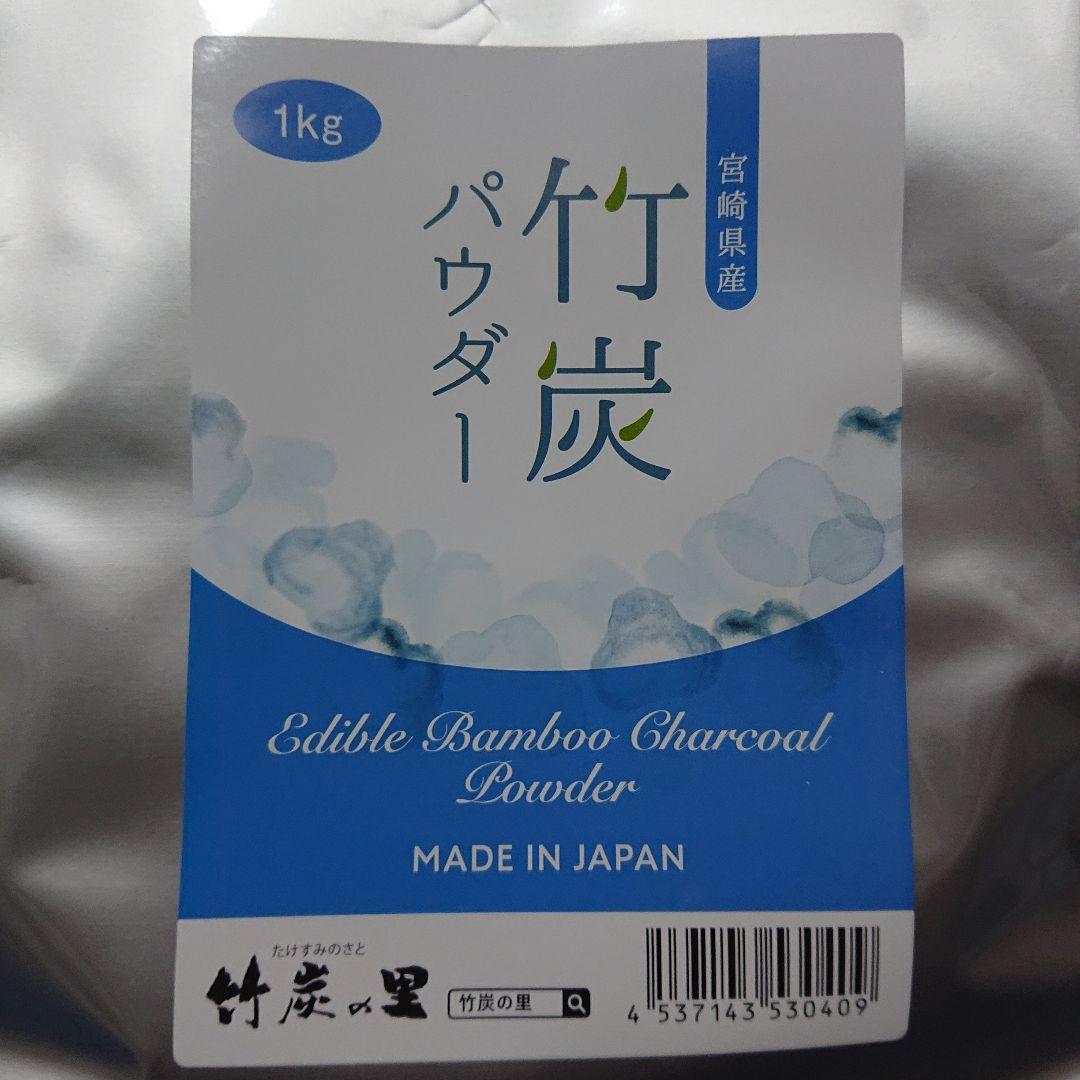 1kg
宮崎県産
竹炭
パウダー
Edible Bamboo Charcoal
Powder
MADE IN JAPAN
たけすみのさと
竹炭の里
竹炭の里
4 537143 530409